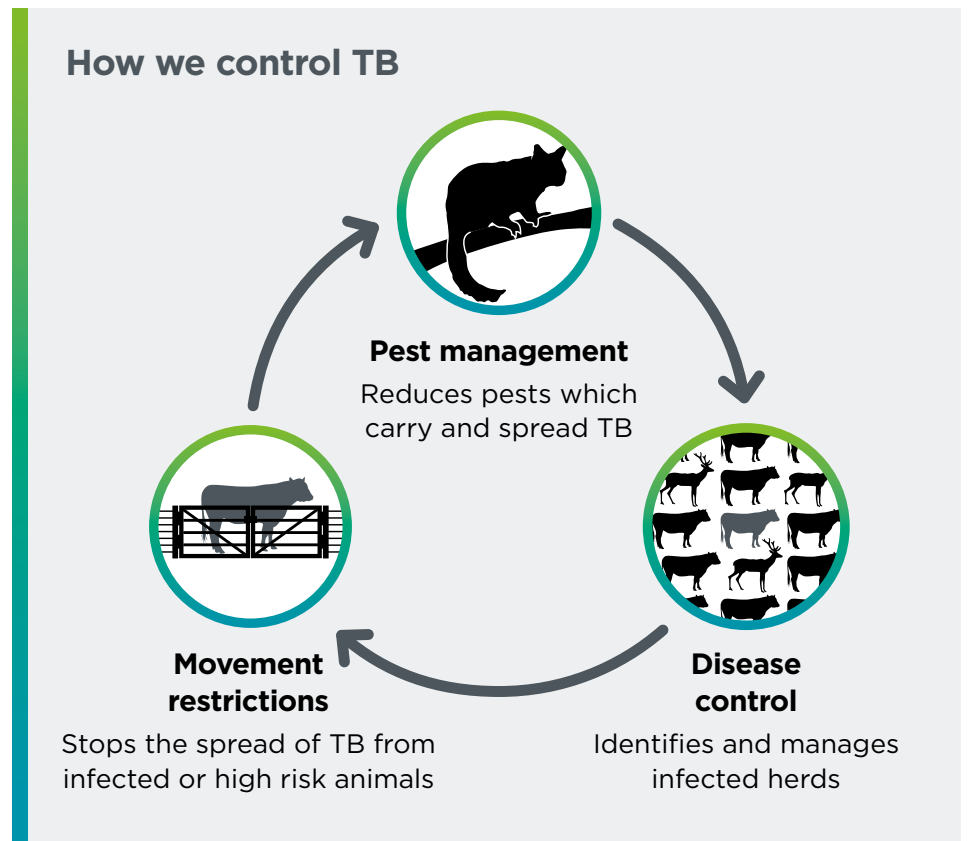 How we control TB
Pest management
Reduces pests which
carry and spread TB
Movement
restrictions
Stops the spread of TB from
infected or high risk animals
Disease
control
Identifies and manages
infected herds